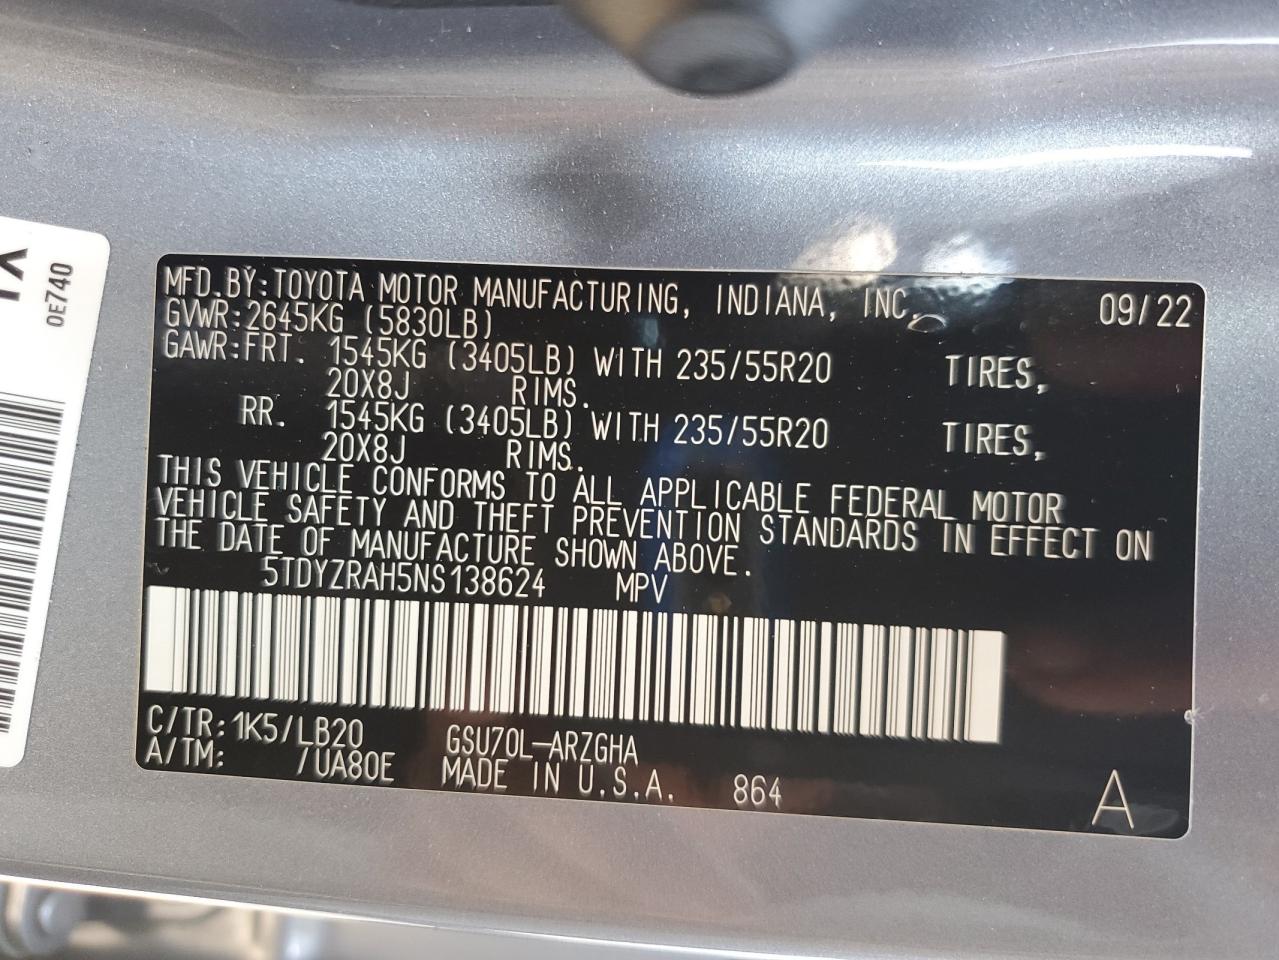 OE740
MFD.BY:TOYOTA MOTOR MANUFACTURING, INDIANA, INC. 09/22
GVWR:2645KG (5830LB)
GAWR:FRT. 1545KG (3405LB) WITH 235/55R20 TIRES,
20X8J RIMS.
RR. 1545KG (3405LB) WITH 235/55R20 TIRES,
20X8J RIMS.
THIS VEHICLE CONFORMS TO ALL APPLICABLE FEDERAL MOTOR
VEHICLE SAFETY AND THEFT PREVENTION STANDARDS IN EFFECT ON
THE DATE OF MANUFACTURE SHOWN ABOVE.
5TDYZRAH5NS138624 MPV
C/TR:1K5/LB20 GSU70L-ARZGHA
A/TM: /UA80E MADE IN U.S.A. 864 A